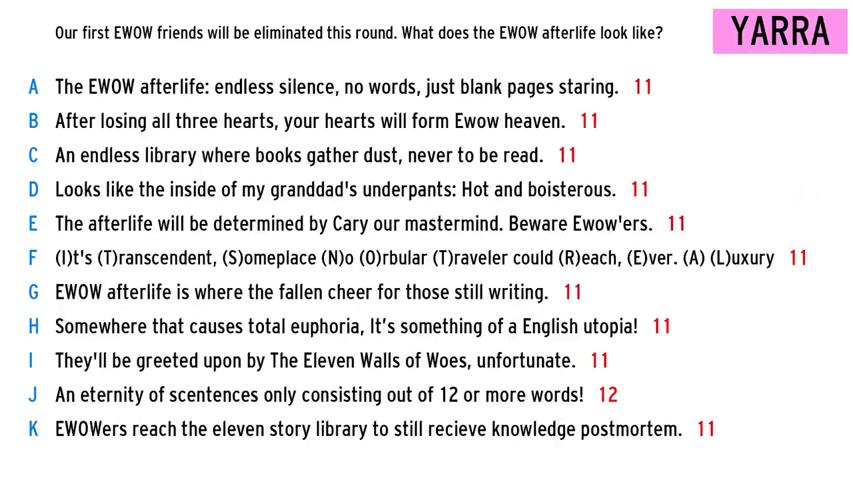 Our first EWOW friends will be eliminated this round. What does the EWOW afterlife look like?
YARRA
A The EWOW afterlife: endless silence, no words, just blank pages staring. 11
B After losing all three hearts, your hearts will form Ewow heaven. 11
C An endless library where books gather dust, never to be read. 11
D Looks like the inside of my granddad's underpants: Hot and boisterous. 11
E The afterlife will be determined by Cary our mastermind. Beware Ewow'ers. 11
F (I)t's (T)ranscendent, (S)omeplace (N)o (O)rbular (T)raveler could (R)each, (E)ver. (A) (L)uxury 11
G EWOW afterlife is where the fallen cheer for those still writing. 11
H Somewhere that causes total euphoria, It’s something of a English utopia! 11
I They'll be greeted upon by The Eleven Walls of Woes, unfortunate. 11
J An eternity of scentences only consisting out of 12 or more words! 12
K EWOWers reach the eleven story library to still recieve knowledge postmortem. 11